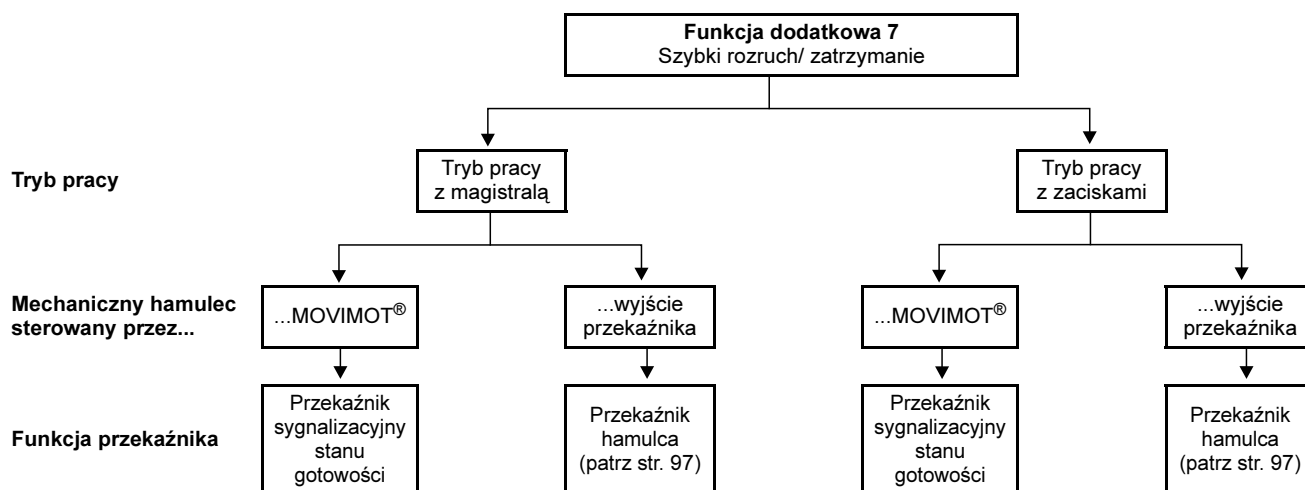 Funkcja dodatkowa 7
Szybki rozruch/ zatrzymanie
Tryb pracy
Tryb pracy
z magistralą
Tryb pracy
z zaciskami
Mechaniczny hamulec
sterowany przez...
...MOVIMOT®
...wyjście
przekaźnika
...MOVIMOT®
...wyjście
przekaźnika
Funkcja przekaźnika
Przekaźnik
sygnalizacyjny
stanu
gotowości
Przekaźnik
hamulca
(patrz str. 97)
Przekaźnik
sygnalizacyjny
stanu
gotowości
Przekaźnik
hamulca
(patrz str. 97)